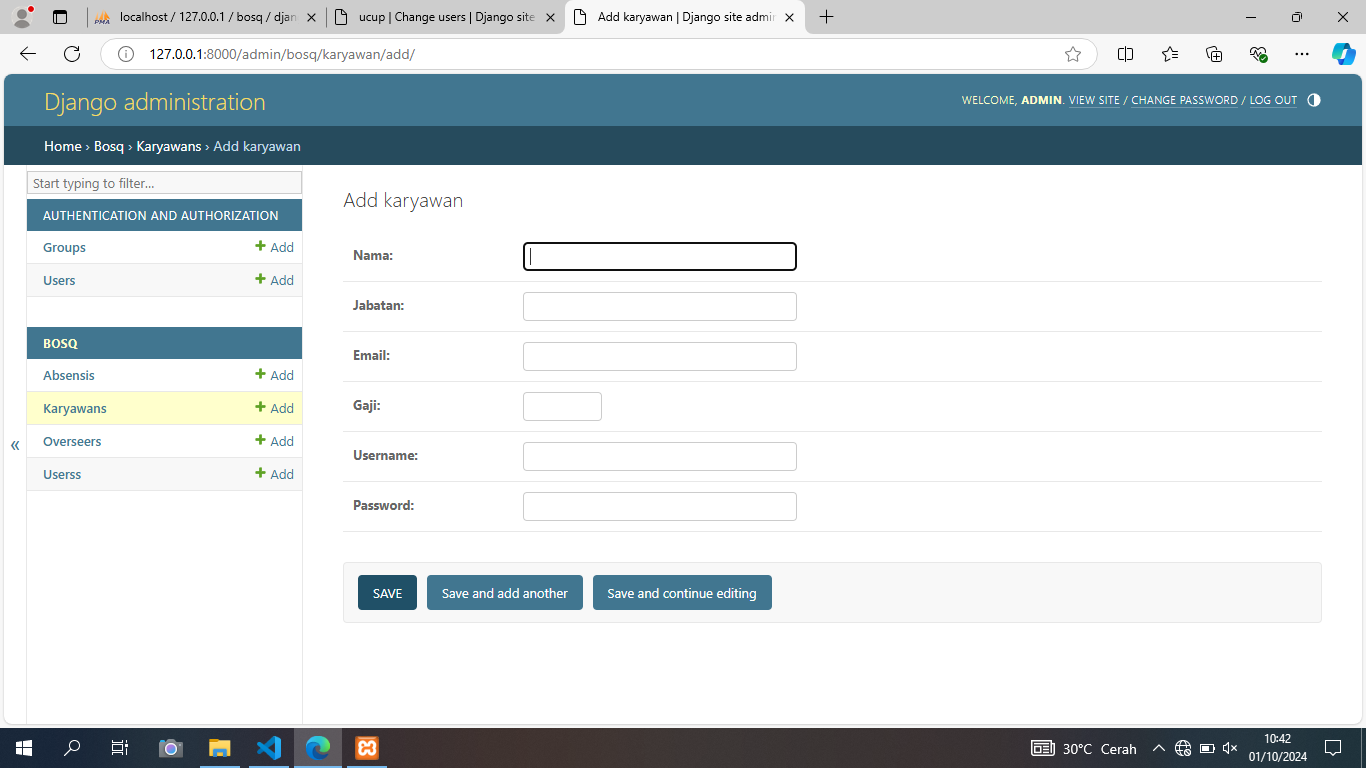 localhost / 127.0.0.1 / bosq / djan
ucup | Change users | Django site
Add karyawan | Django site admin
127.0.0.1:8000/admin/bosq/karyawan/add/
Django administration
WELCOME, ADMIN. VIEW SITE / CHANGE PASSWORD / LOG OUT
Home › Bosq › Karyawans › Add karyawan
Start typing to filter...
AUTHENTICATION AND AUTHORIZATION
Groups + Add
Users + Add
BOSQ
Absensis + Add
Karyawans + Add
Overseers + Add
Userss + Add
«
Add karyawan
Nama:
Jabatan:
Email:
Gaji:
Username:
Password:
SAVE
Save and add another
Save and continue editing
30°C Cerah
10:42
01/10/2024